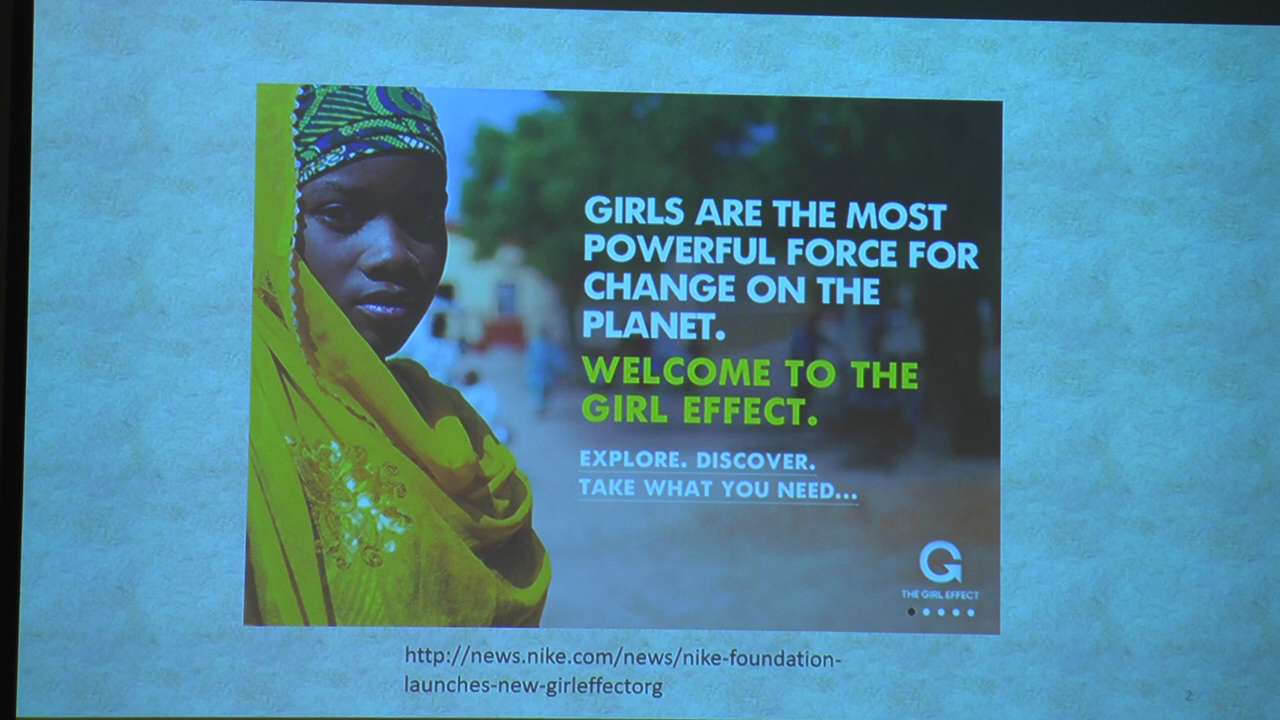 GIRLS ARE THE MOST
POWERFUL FORCE FOR
CHANGE ON THE
PLANET.
WELCOME TO THE
GIRL EFFECT.
EXPLORE. DISCOVER.
TAKE WHAT YOU NEED...
G
THE GIRL EFFECT
http://news.nike.com/news/nike-foundation-
launches-new-girleffectorg
2